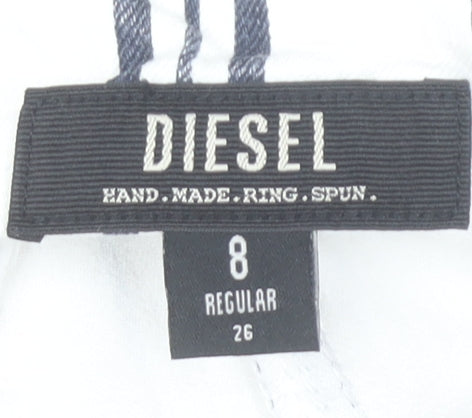 DIESEL
HAND.MADE.RING.SPUN.
8
REGULAR
26